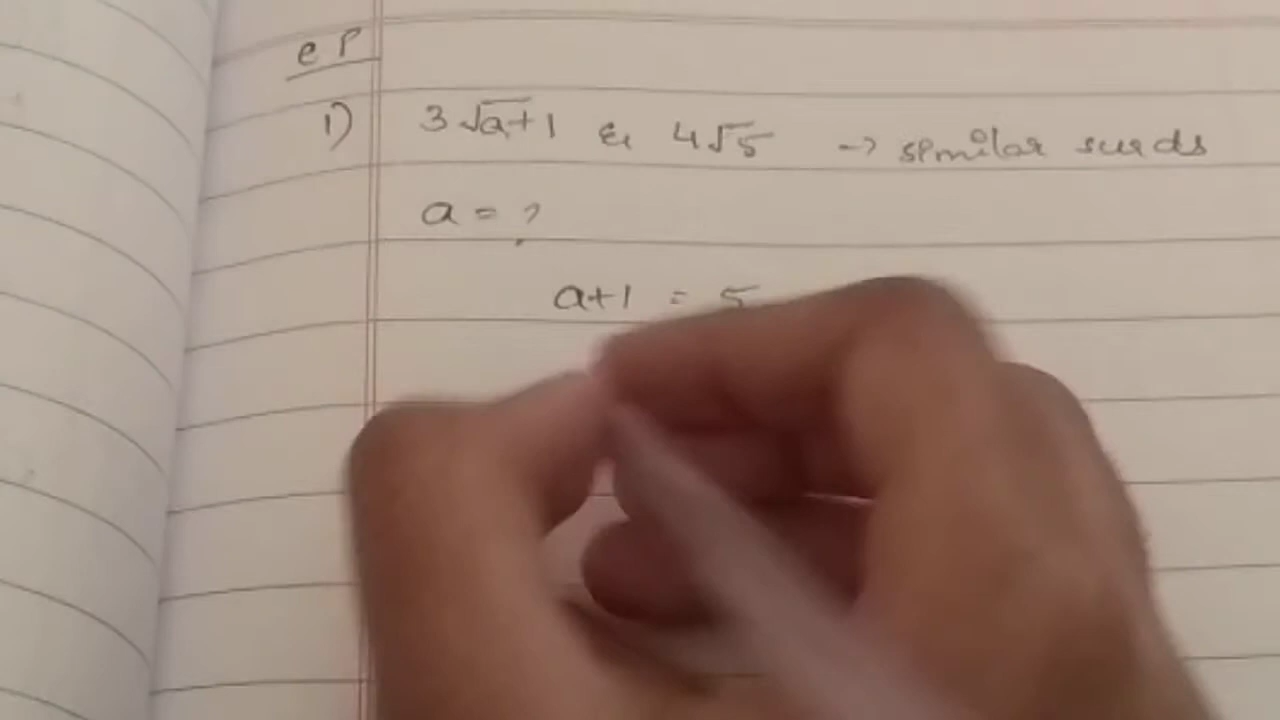 eP
1) 3√a+1 & 4√5 → similar surds
a = ?
a+1 = 5